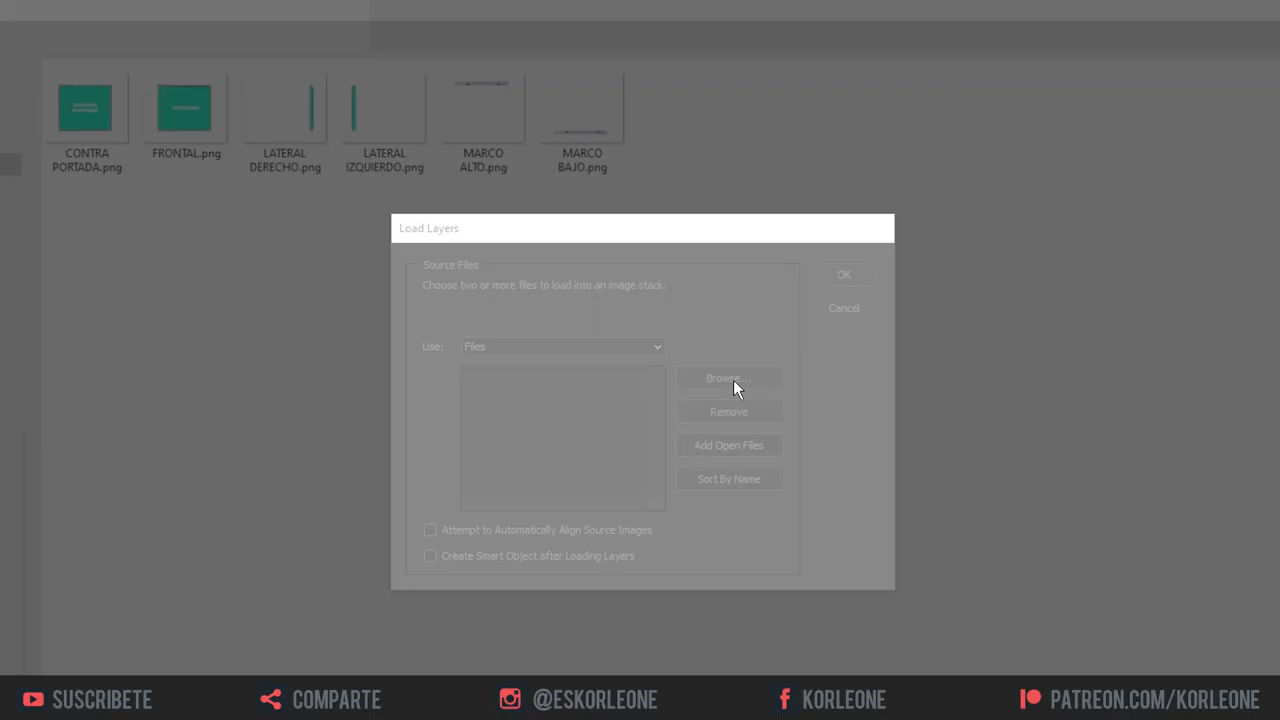 CONTRA
PORTADA.png
FRONTAL.png
LATERAL
DERECHO.png
LATERAL
IZQUIERDO.png
MARCO
ALTO.png
MARCO
BAJO.png
Load Layers
Source Files
Choose two or more files to load into an image stack.
OK
Cancel
Use: Files
Browse...
Remove
Add Open Files
Sort By Name
Attempt to Automatically Align Source Images
Create Smart Object after Loading Layers
SUSCRIBETE COMPARTE @ESKORLEONE KORLEONE PATREON.COM/KORLEONE